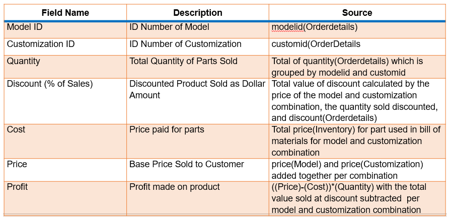 Field Name Description Source
Model ID ID Number of Model modelid(Orderdetails)
Customization ID ID Number of Customization customid(OrderDetails
Quantity Total Quantity of Parts Sold Total of quantity(Orderdetails) which is
grouped by modelid and customid
Discount (% of Sales) Discounted Product Sold as Dollar Total value of discount calculated by the
Amount price of the model and customization
combination, the quantity sold discounted,
and discount(Orderdetails)
Cost Price paid for parts Total price(Inventory) for part used in bill of
materials for model and customization
combination
Price Base Price Sold to Customer price(Model) and price(Customization)
added together per combination
Profit Profit made on product ((Price)-(Cost))*(Quantity) with the total
value sold at discount subtracted per
model and customization combination